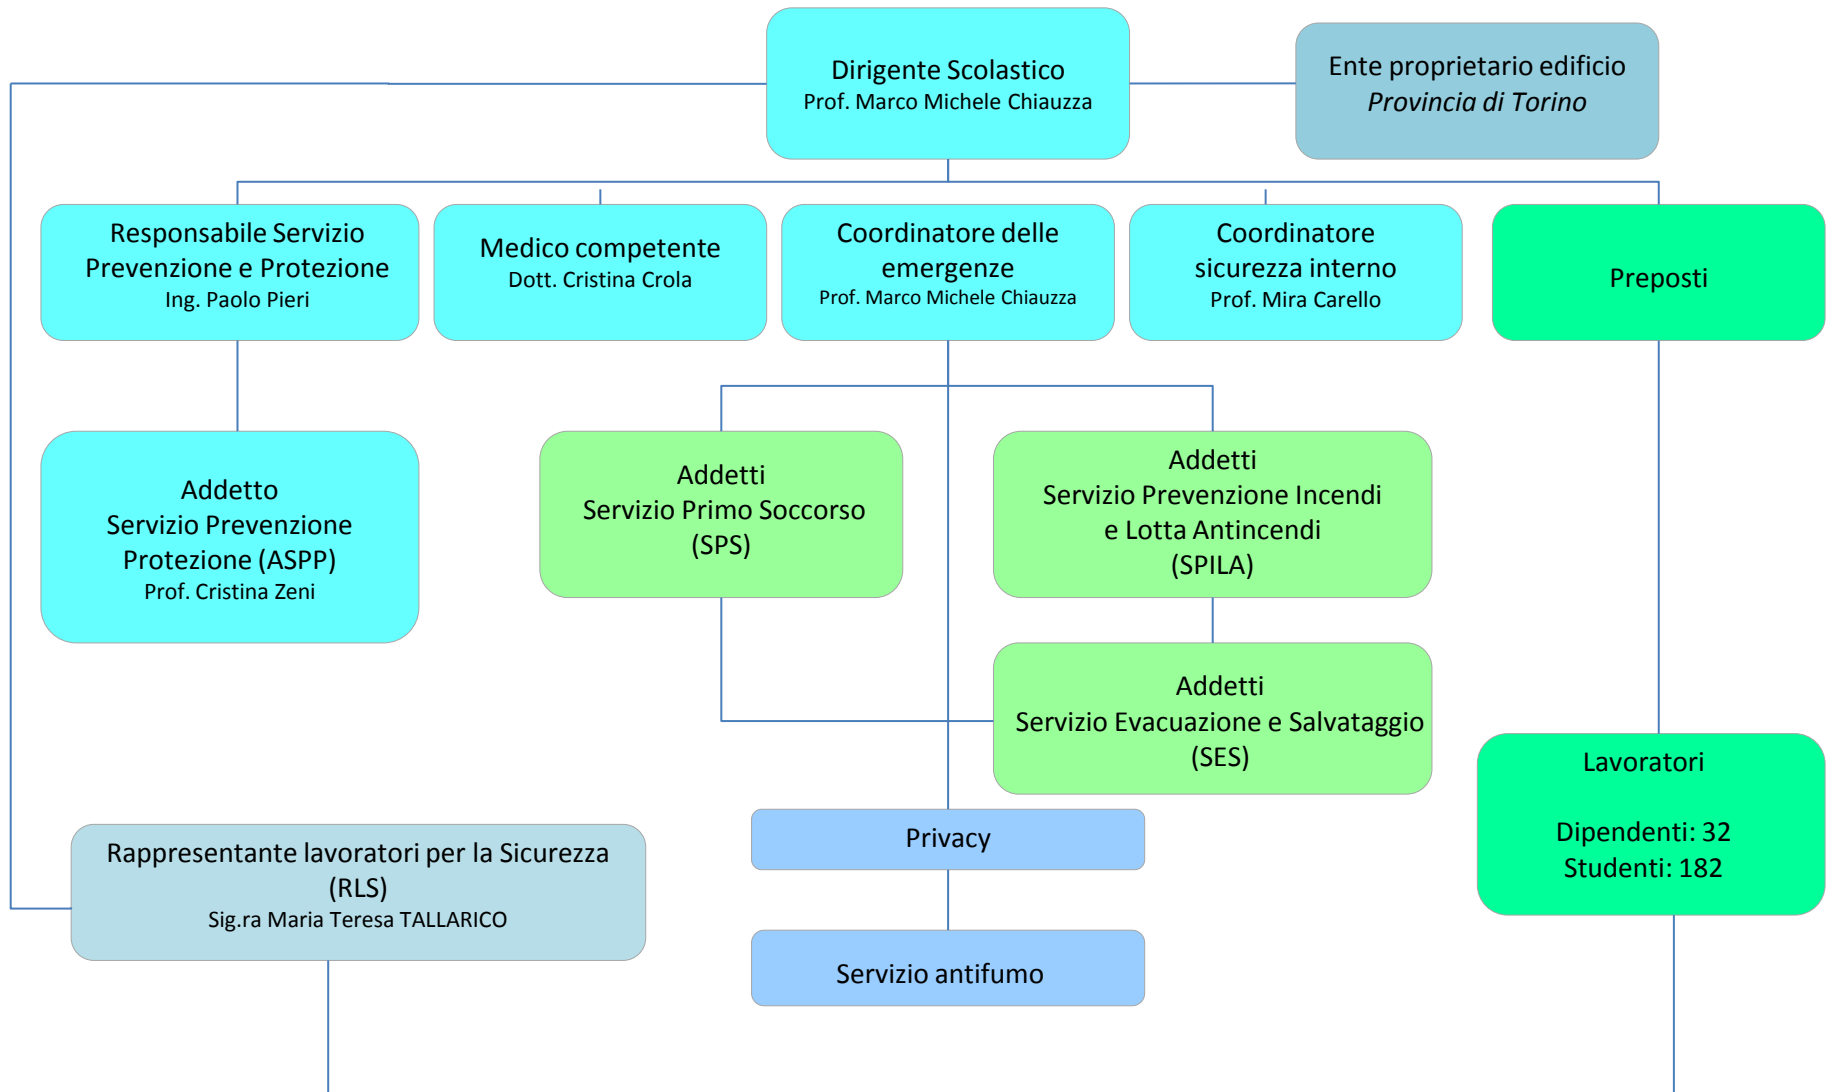 Dirigente Scolastico
Prof. Marco Michele Chiauzza
Ente proprietario edificio
Provincia di Torino
Responsabile Servizio
Prevenzione e Protezione
Ing. Paolo Pieri
Medico competente
Dott. Cristina Crola
Coordinatore delle
emergenze
Prof. Marco Michele Chiauzza
Coordinatore
sicurezza interno
Prof. Mira Carello
Preposti
Addetto
Servizio Prevenzione
Protezione (ASPP)
Prof. Cristina Zeni
Addetti
Servizio Primo Soccorso
(SPS)
Addetti
Servizio Prevenzione Incendi
e Lotta Antincendi
(SPILA)
Addetti
Servizio Evacuazione e Salvataggio
(SES)
Lavoratori
Dipendenti: 32
Studenti: 182
Privacy
Rappresentante lavoratori per la Sicurezza
(RLS)
Sig.ra Maria Teresa TALLARICO
Servizio antifumo